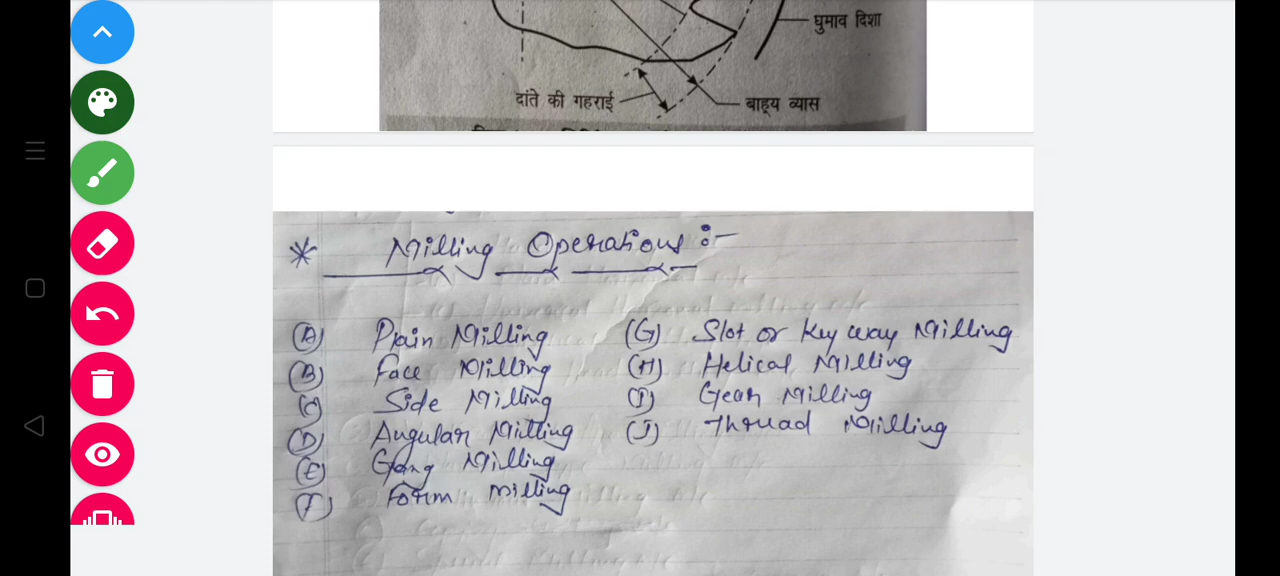 घुमाव दिशा
दांते की गहराई
बाह्य व्यास
* Milling Operations :-
(A) Plain Milling
(B) Face Milling
(C) Side Milling
(D) Angular Milling
(E) Gang Milling
(F) Form Milling
(G) Slot or Key way Milling
(H) Helical Milling
(I) Gear Milling
(J) Thread Milling